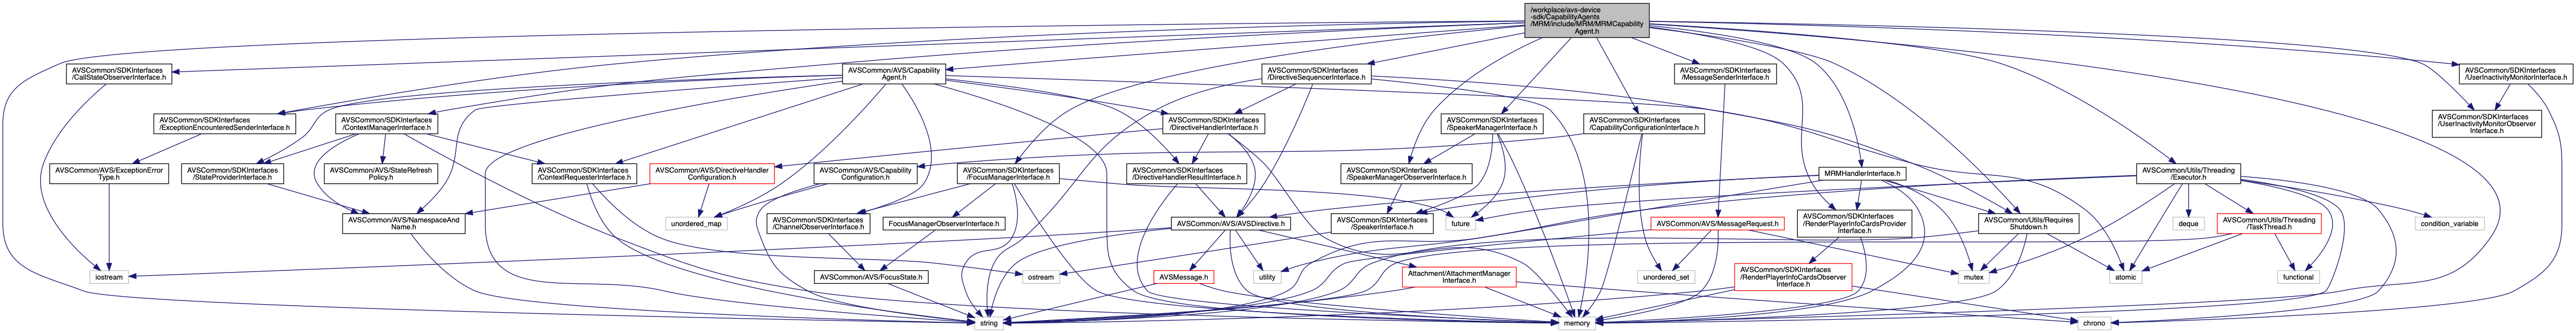 /workplace/avs-device
-sdk/CapabilityAgents
/MRM/include/MRM/MRMCapability
Agent.h
AVSCommon/SDKInterfaces
/CallStateObserverInterface.h
AVSCommon/AVS/Capability
Agent.h
AVSCommon/SDKInterfaces
/DirectiveSequencerInterface.h
AVSCommon/SDKInterfaces
/MessageSenderInterface.h
AVSCommon/SDKInterfaces
/UserInactivityMonitorInterface.h
AVSCommon/SDKInterfaces
/ExceptionEncounteredSenderInterface.h
AVSCommon/SDKInterfaces
/ContextManagerInterface.h
AVSCommon/SDKInterfaces
/DirectiveHandlerInterface.h
AVSCommon/SDKInterfaces
/SpeakerManagerInterface.h
AVSCommon/SDKInterfaces
/CapabilityConfigurationInterface.h
AVSCommon/SDKInterfaces
/UserInactivityMonitorObserver
Interface.h
AVSCommon/AVS/ExceptionError
Type.h
AVSCommon/SDKInterfaces
/StateProviderInterface.h
AVSCommon/AVS/StateRefresh
Policy.h
AVSCommon/SDKInterfaces
/ContextRequesterInterface.h
AVSCommon/AVS/DirectiveHandler
Configuration.h
AVSCommon/AVS/Capability
Configuration.h
AVSCommon/SDKInterfaces
/FocusManagerInterface.h
AVSCommon/SDKInterfaces
/DirectiveHandlerResultInterface.h
AVSCommon/SDKInterfaces
/SpeakerManagerObserverInterface.h
MRMHandlerInterface.h
AVSCommon/Utils/Threading
/Executor.h
AVSCommon/AVS/NamespaceAnd
Name.h
unordered_map
AVSCommon/SDKInterfaces
/ChannelObserverInterface.h
FocusManagerObserverInterface.h
AVSCommon/AVS/AVSDirective.h
AVSCommon/SDKInterfaces
/SpeakerInterface.h
future
AVSCommon/AVS/MessageRequest.h
AVSCommon/SDKInterfaces
/RenderPlayerInfoCardsProvider
Interface.h
AVSCommon/Utils/Requires
Shutdown.h
deque
AVSCommon/Utils/Threading
/TaskThread.h
condition_variable
iostream
AVSCommon/AVS/FocusState.h
ostream
AVSMessage.h
utility
Attachment/AttachmentManager
Interface.h
unordered_set
AVSCommon/SDKInterfaces
/RenderPlayerInfoCardsObserver
Interface.h
mutex
atomic
functional
string
memory
chrono